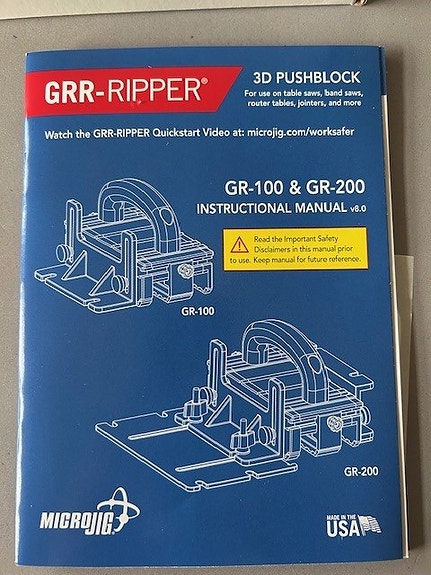 GRR-RIPPER®
3D PUSHBLOCK
For use on table saws, band saws,
router tables, jointers, and more
Watch the GRR-RIPPER Quickstart Video at: microjig.com/worksafer
GR-100 & GR-200
INSTRUCTIONAL MANUAL v8.0
Read the Important Safety
Disclaimers in this manual prior
to use. Keep manual for future reference.
GR-100
GR-200
MICROJIG
MADE IN THE
USA